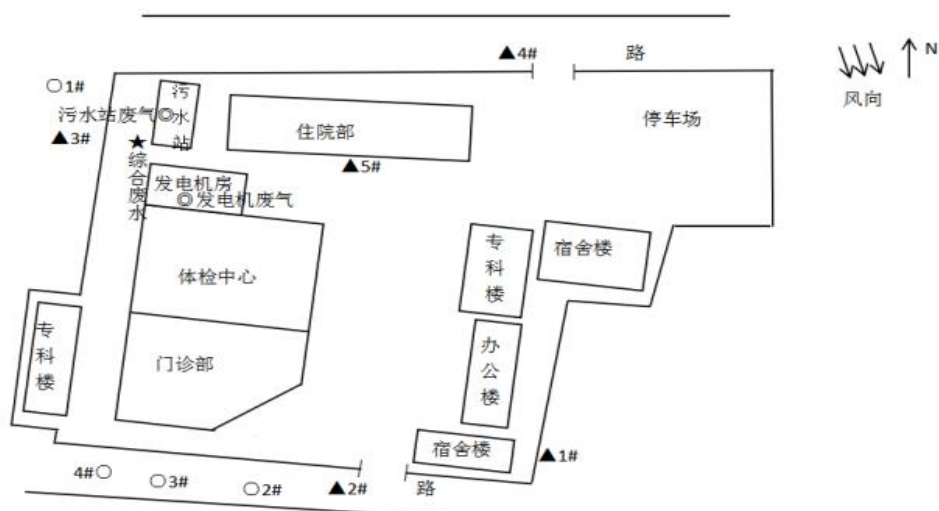 ▲4#
路
N
风向
○1#
污水站废气◎
污水站
▲3#
★
综合废水
住院部
停车场
▲5#
发电机房
◎发电机废气
专科楼
宿舍楼
体检中心
专科楼
门诊部
办公楼
宿舍楼
▲1#
4#○
○3#
○2#
▲2#
路